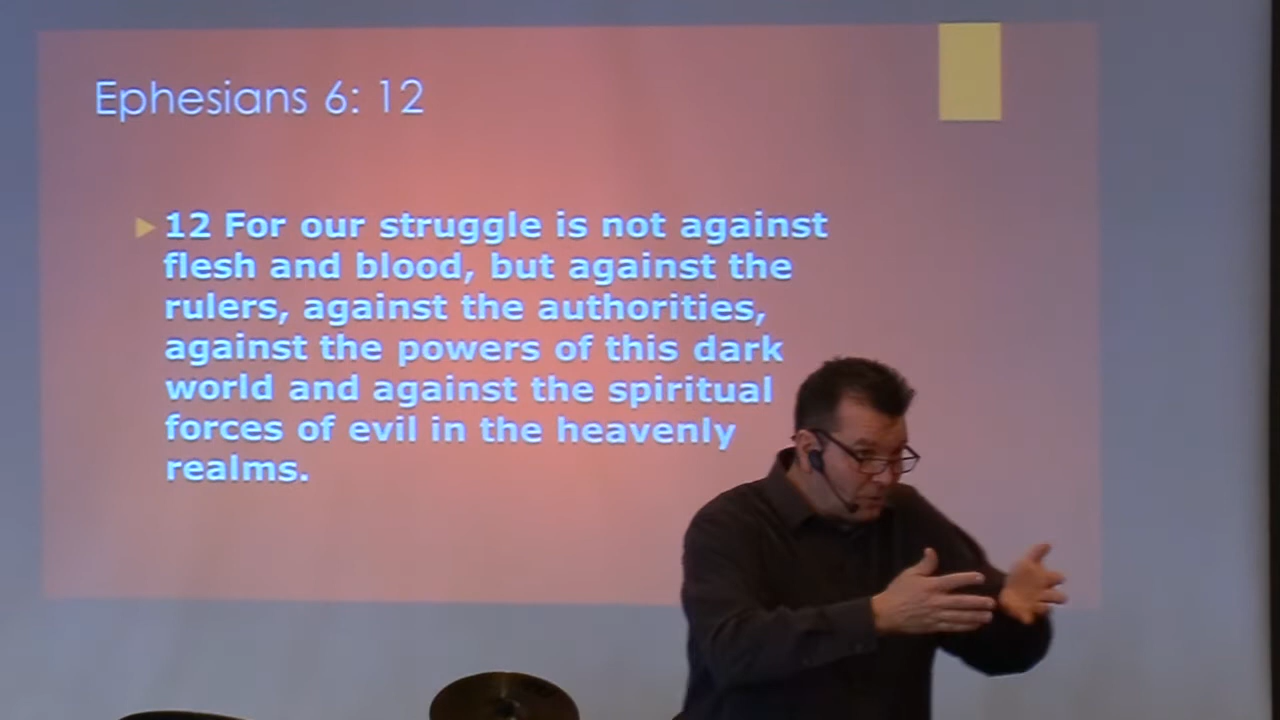 Ephesians 6: 12
12 For our struggle is not against
flesh and blood, but against the
rulers, against the authorities,
against the powers of this dark
world and against the spiritual
forces of evil in the heavenly
realms.